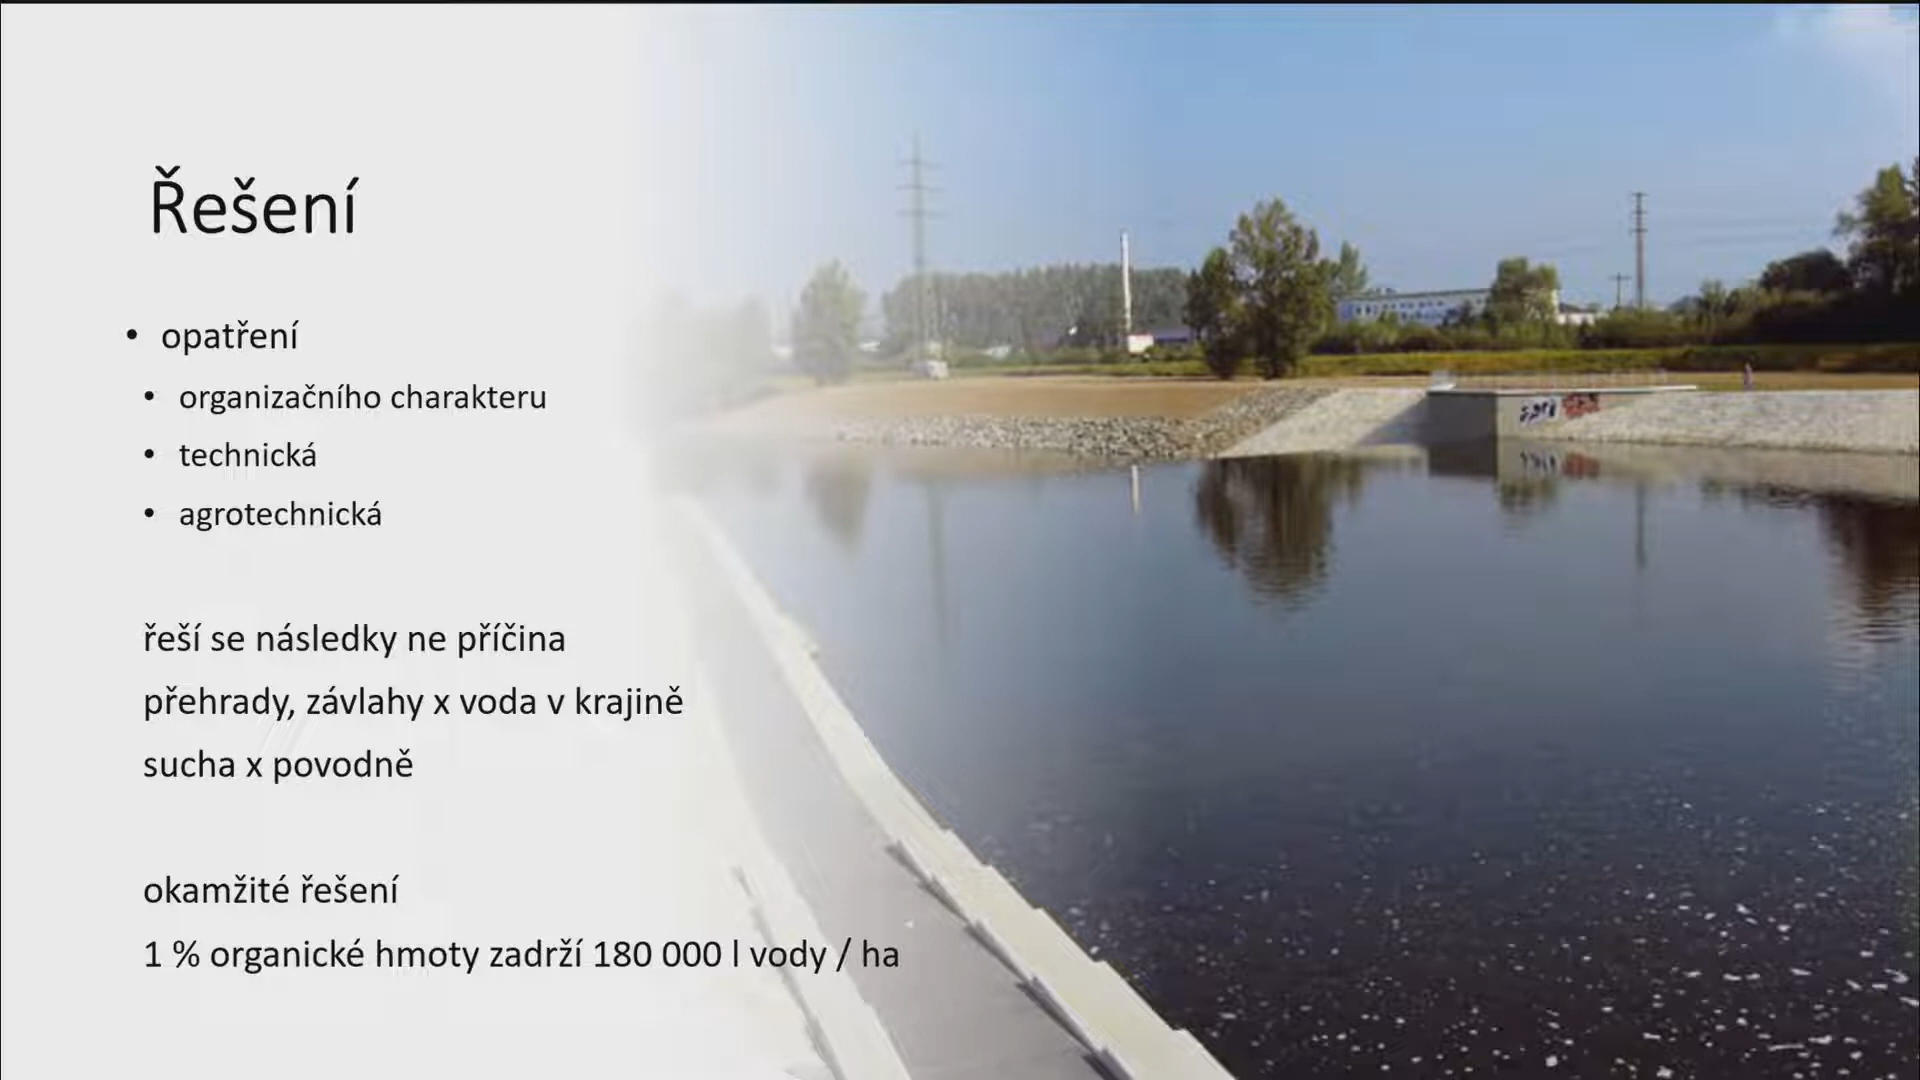 Řešení
• opatření
• organizačního charakteru
• technická
• agrotechnická
řeší se následky ne příčina
přehrady, závlahy x voda v krajině
sucha x povodně
okamžité řešení
1 % organické hmoty zadrží 180 000 l vody / ha